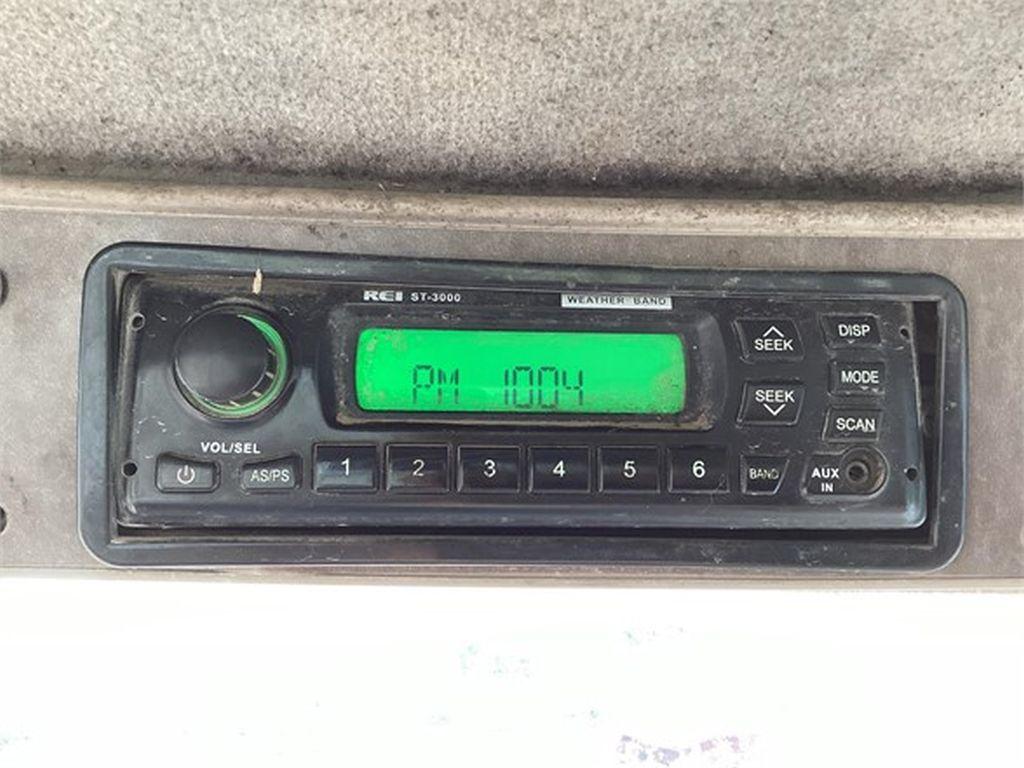 REI ST-3000 WEATHER BAND
PM 1004
SEEK
SEEK
DISP
MODE
SCAN
VOL/SEL
AS/PS
1 2 3 4 5 6
BAND
AUX
IN